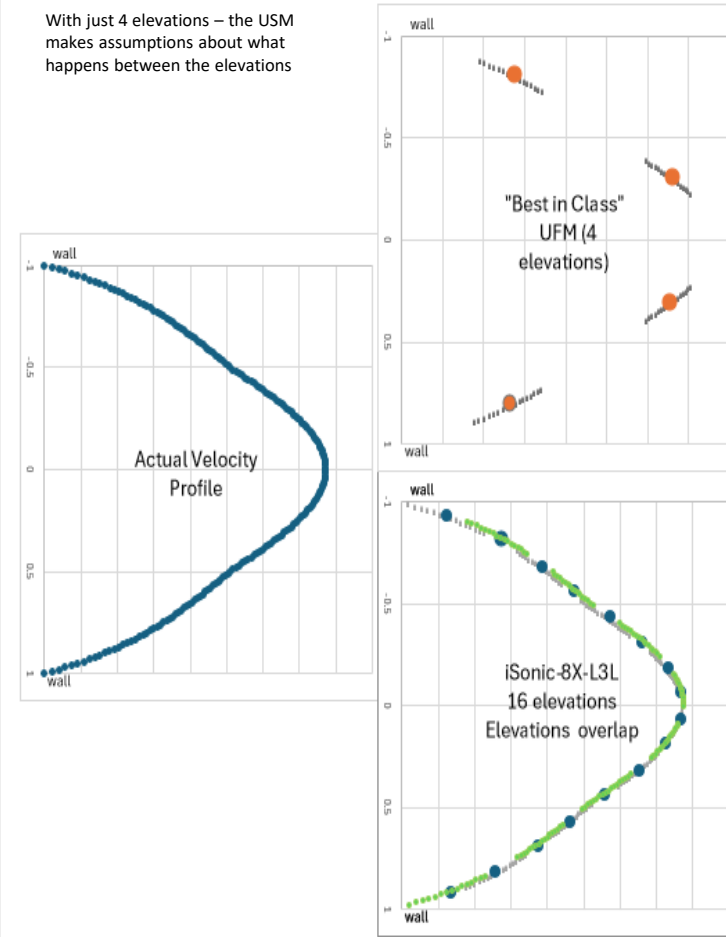 With just 4 elevations – the USM
makes assumptions about what
happens between the elevations
wall
-1
-0.5
0
0.5
1
"Best in Class"
UFM (4
elevations)
wall
wall
-1
-0.5
0
0.5
1
Actual Velocity
Profile
wall
wall
-1
-0.5
0
0.5
1
iSonic-8X-L3L
16 elevations
Elevations overlap
wall